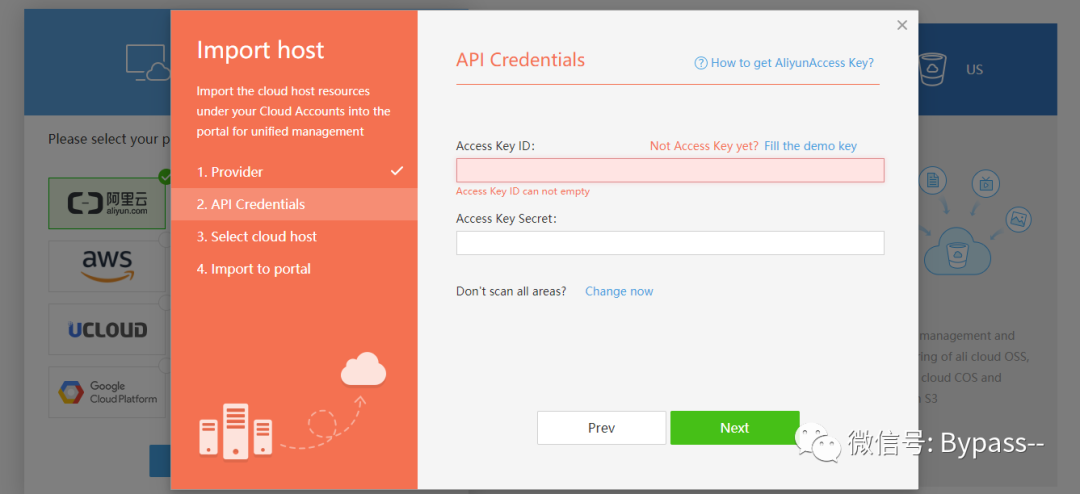 Import host
Import the cloud host resources
under your Cloud Accounts into the
portal for unified management
1. Provider
2. API Credentials
3. Select cloud host
4. Import to portal
API Credentials
How to get AliyunAccess Key?
Access Key ID:
Not Access Key yet? Fill the demo key
Access Key ID can not empty
Access Key Secret:
Don't scan all areas? Change now
Prev
Next
Please select your p
阿里云
aliyun.com
aws
UCLOUD
Google
Cloud Platform
US
management and
ring of all cloud OSS,
cloud COS and
S3
微信号: Bypass--